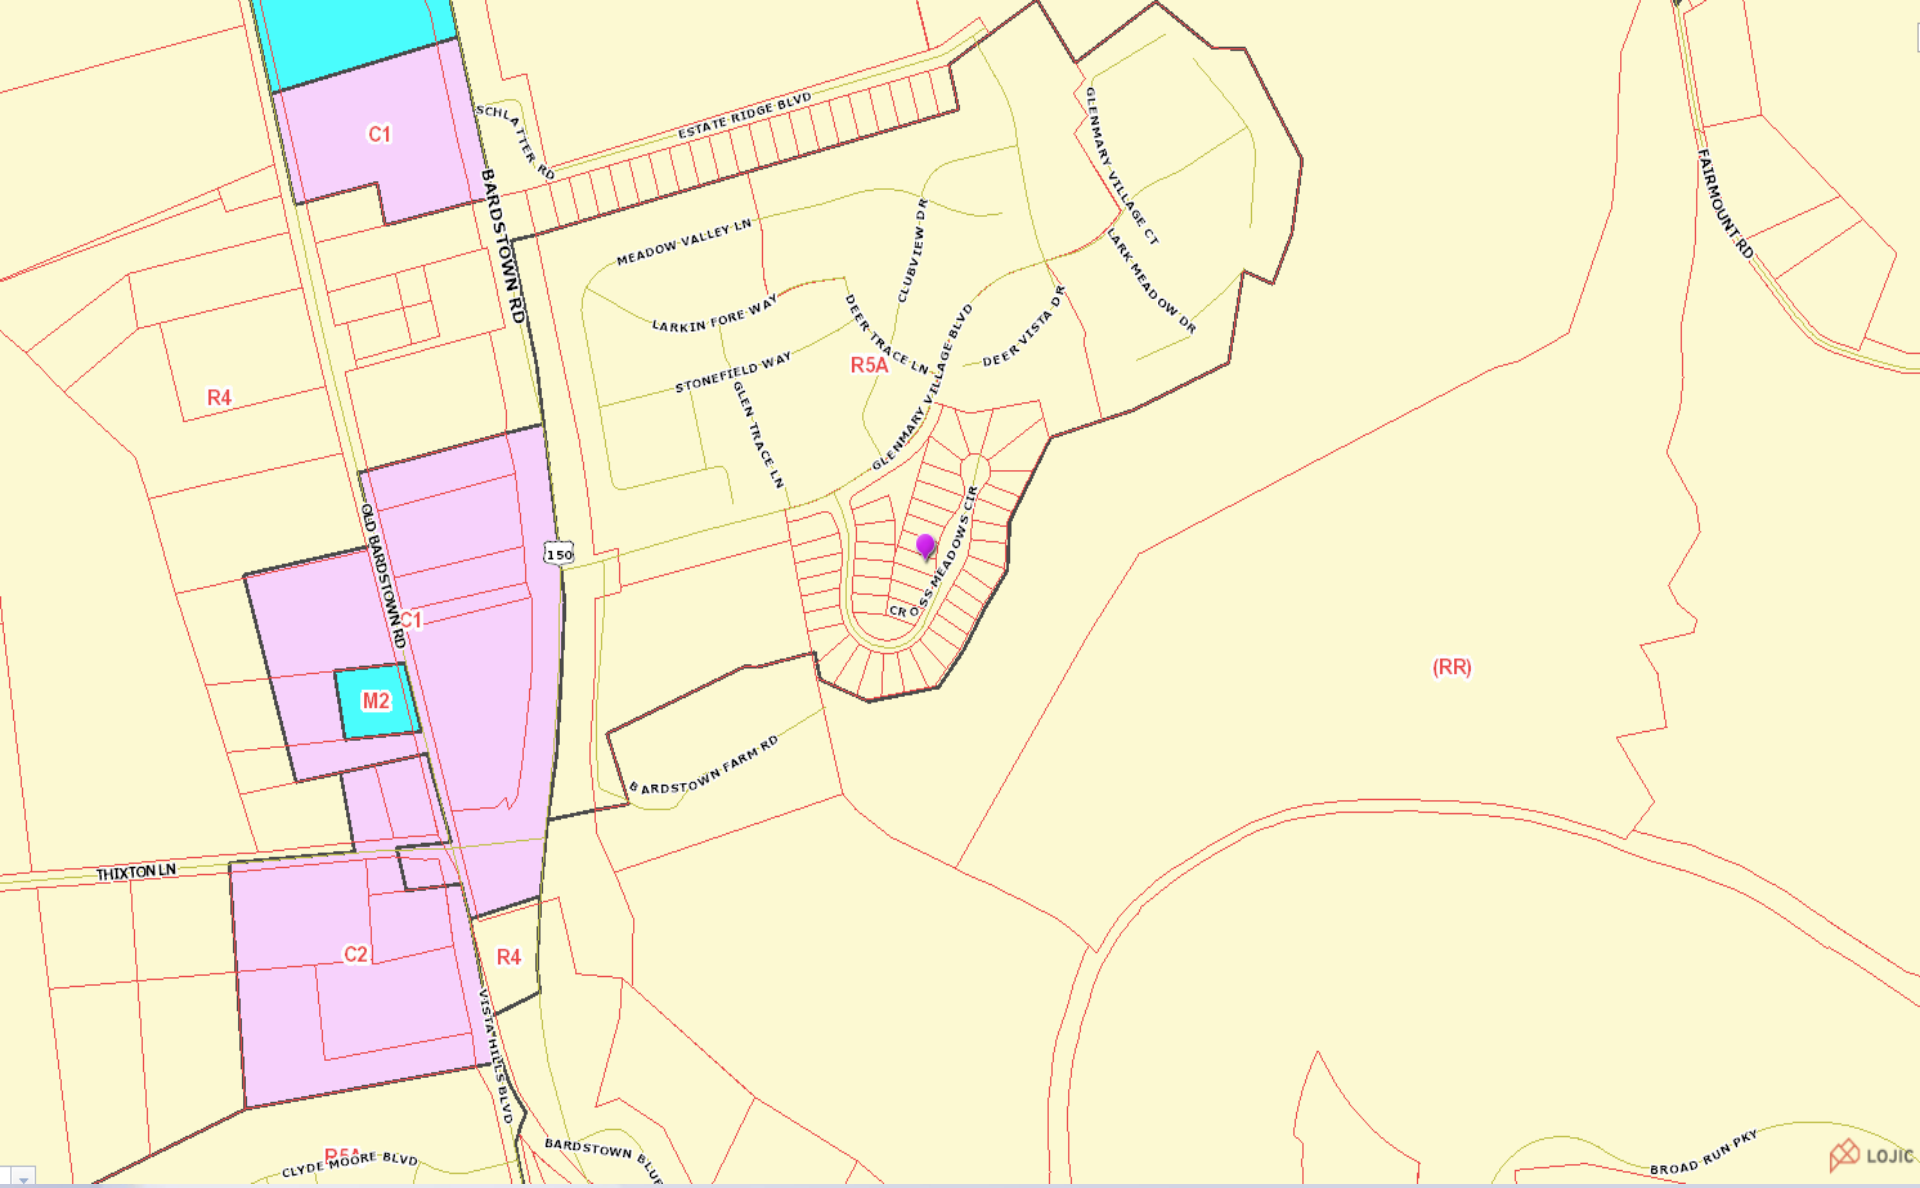 C1
SCHLATTER RD
ESTATE RIDGE BLVD
BARDSTOWN RD
GLENMARY VILLAGE CT
FAIRMOUNT RD
MEADOW VALLEY LN
CLUBVIEW DR
LARK MEADOW DR
LARKIN FORE WAY
DEER TRACE LN
DEER VISTA DR
GLENMARY VILLAGE BLVD
STONEFIELD WAY
R5A
R4
GLEN TRACE LN
OLD BARDSTOWN RD
150
CROSS MEADOWS CIR
C1
M2
(RR)
BARDSTOWN FARM RD
THIXTON LN
C2
R4
VISTA HILLS BLVD
R5A
CLYDE MOORE BLVD
BARDSTOWN BLUF
BROAD RUN PKY
LOJIC